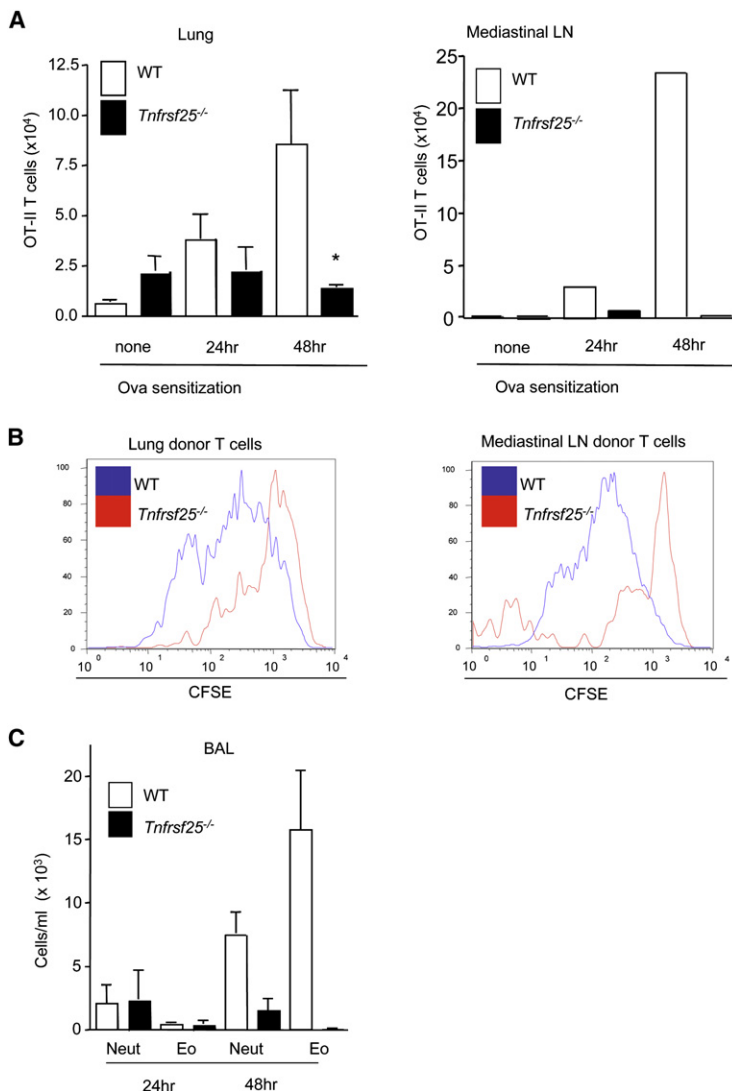 A
Lung
Mediastinal LN
OT-II T cells (x10⁴)
12.5
10.0
7.5
5.0
2.5
0.0
WT
Tnfrsf25-/-
none
24hr
48hr
*
Ova sensitization
OT-II T cells (x10⁴)
25
20
15
10
5
0
WT
Tnfrsf25-/-
none
24hr
48hr
Ova sensitization
B
Lung donor T cells
100
80
60
40
20
0
WT
Tnfrsf25-/-
10⁰ 10¹ 10² 10³ 10⁴
CFSE
Mediastinal LN donor T cells
100
80
60
40
20
0
WT
Tnfrsf25-/-
10⁰ 10¹ 10² 10³ 10⁴
CFSE
C
BAL
Cells/ml (x 10³)
20
15
10
5
0
WT
Tnfrsf25-/-
Neut Eo Neut Eo
24hr 48hr